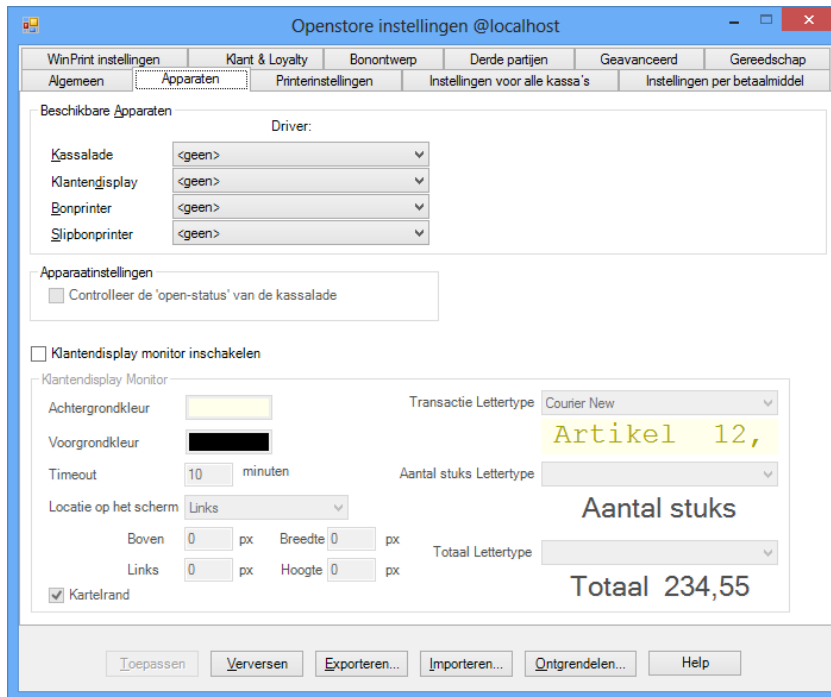 Openstore instellingen @localhost
WinPrint instellingen Klant & Loyalty Bonontwerp Derde partijen Geavanceerd Gereedschap
Algemeen Apparaten Printerinstellingen Instellingen voor alle kassa's Instellingen per betaalmiddel
Beschikbare Apparaten
Driver:
Kassalade <geen>
Klantendisplay <geen>
Bonprinter <geen>
Slipbonprinter <geen>
Apparaatinstellingen
Controlleer de 'open-status' van de kassalade
Klantendisplay monitor inschakelen
Klantendisplay Monitor
Achtergrondkleur Transactie Lettertype Courier New
Artikel 12,
Voorgrondkleur
Timeout 10 minuten Aantal stuks Lettertype
Locatie op het scherm Links Aantal stuks
Boven 0 px Breedte 0 px
Totaal Lettertype
Links 0 px Hoogte 0 px
Totaal 234,55
Kartelrand
Toepassen Verversen Exporteren... Importeren... Ontgrendelen... Help